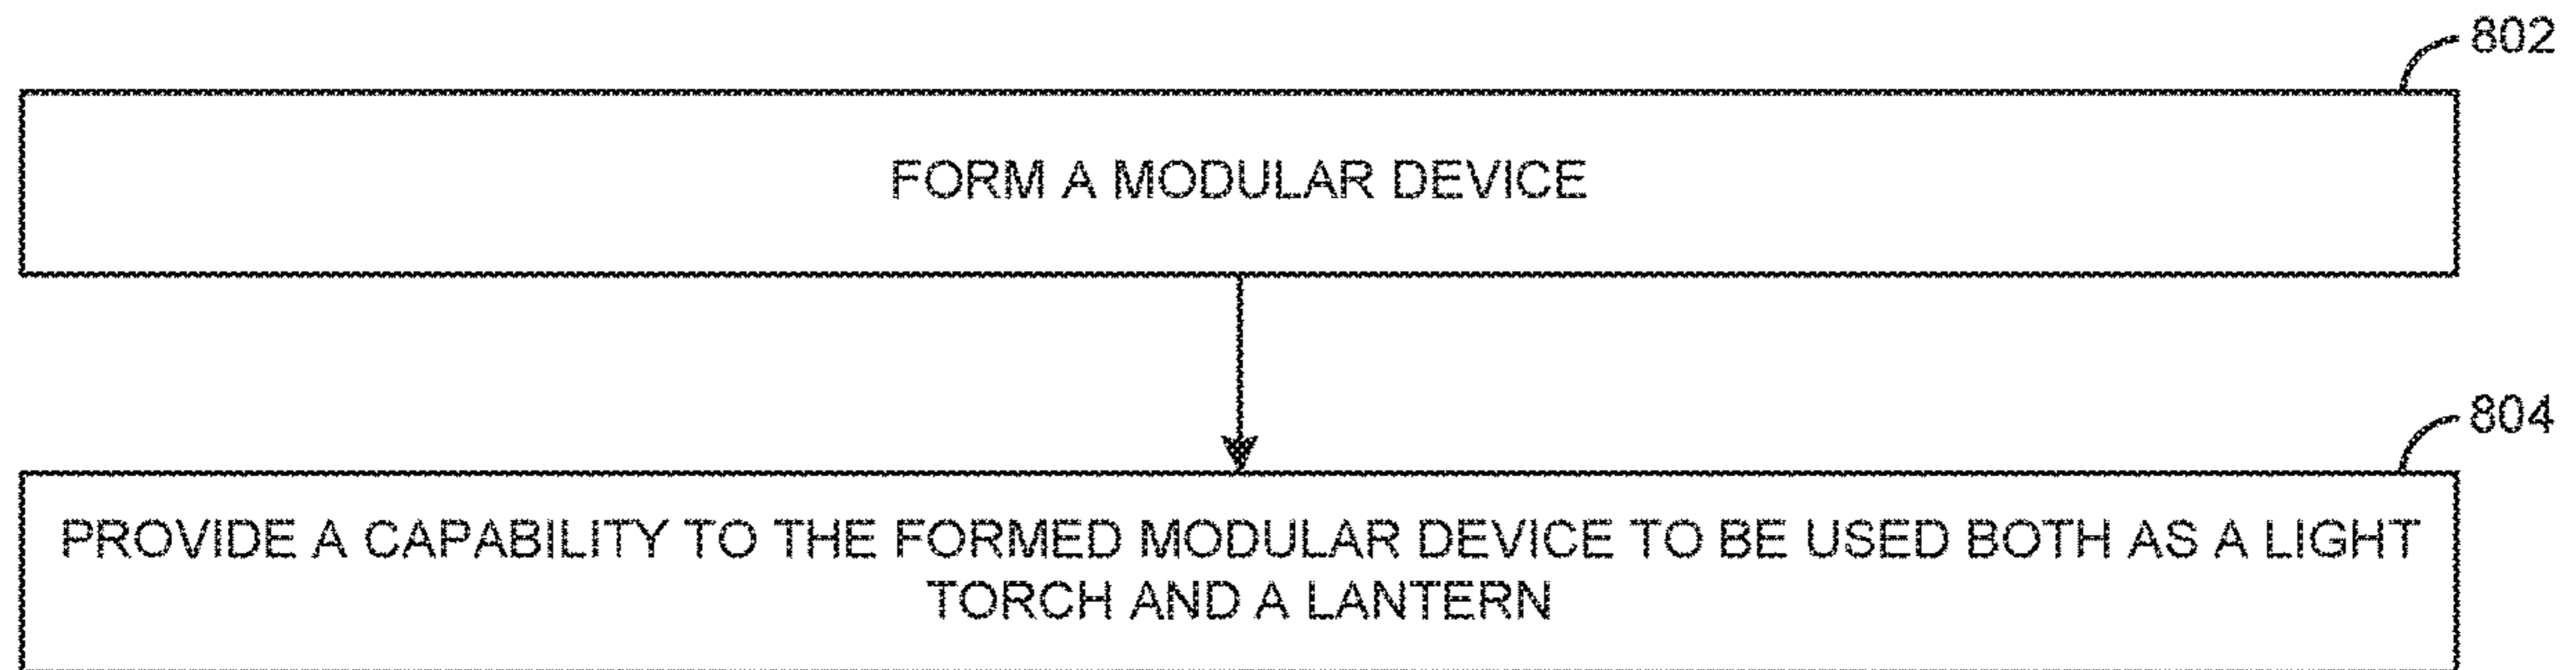 802
FORM A MODULAR DEVICE
804
PROVIDE A CAPABILITY TO THE FORMED MODULAR DEVICE TO BE USED BOTH AS A LIGHT
TORCH AND A LANTERN